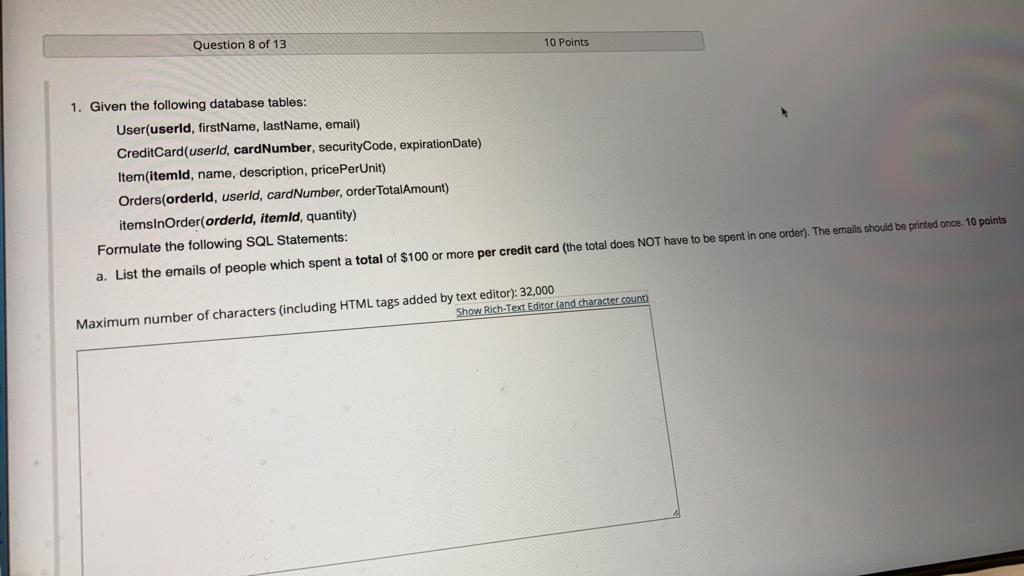 Question 8 of 13
10 Points
1. Given the following database tables:
User(userId, firstName, lastName, email)
CreditCard(userId, cardNumber, securityCode, expirationDate)
Item(itemId, name, description, pricePerUnit)
Orders(orderId, userId, cardNumber, orderTotalAmount)
itemsInOrder(orderId, itemId, quantity)
Formulate the following SQL Statements:
a. List the emails of people which spent a total of $100 or more per credit card (the total does NOT have to be spent in one order). The emails should be printed once. 10 points
Maximum number of characters (including HTML tags added by text editor): 32,000
Show Rich-Text Editor (and character count)